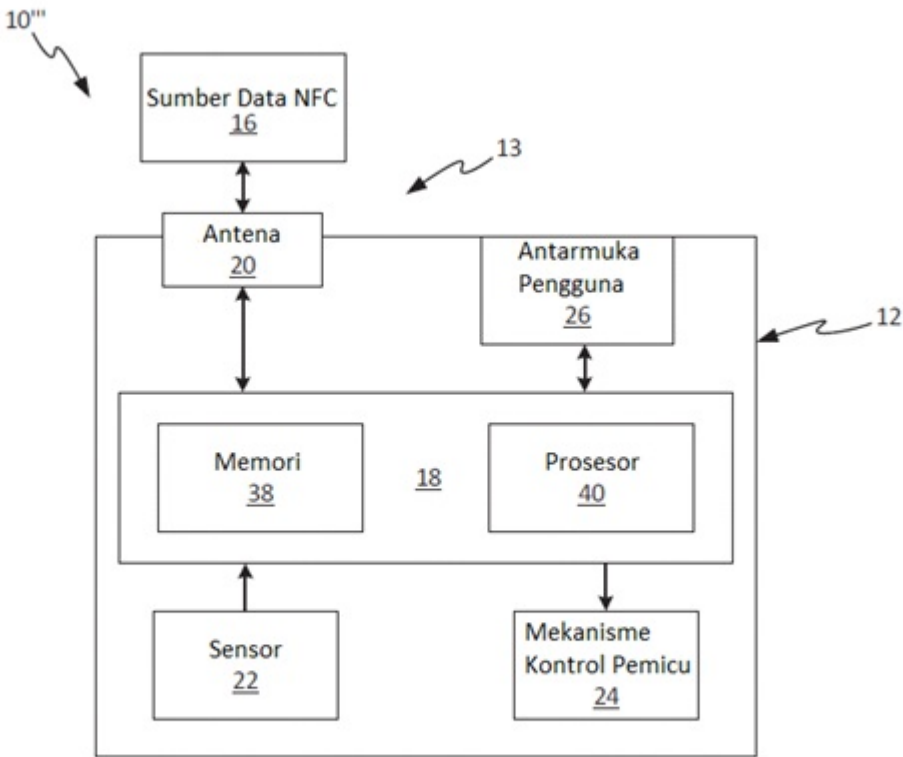 10'''
Sumber Data NFC
16
13
Antena
20
Antarmuka
Pengguna
26
12
Memori
38
18
Prosesor
40
Sensor
22
Mekanisme
Kontrol Pemicu
24